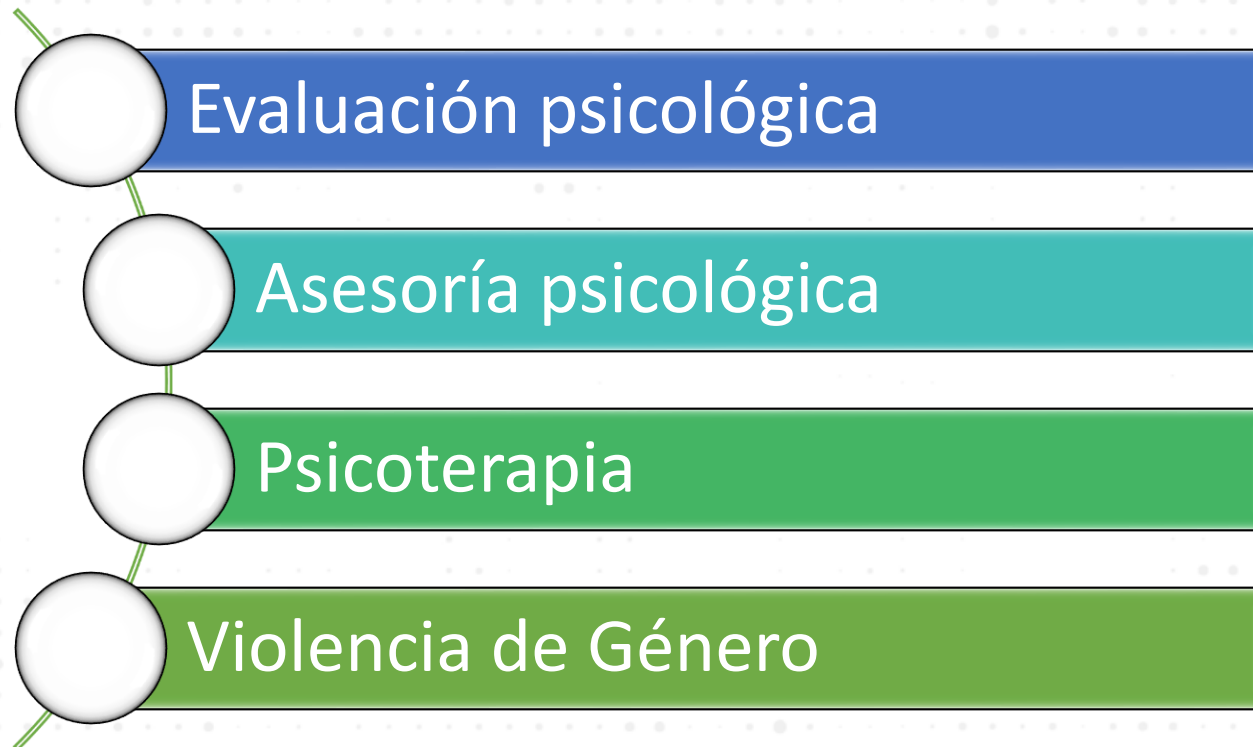 Evaluación psicológica
Asesoría psicológica
Psicoterapia
Violencia de Género